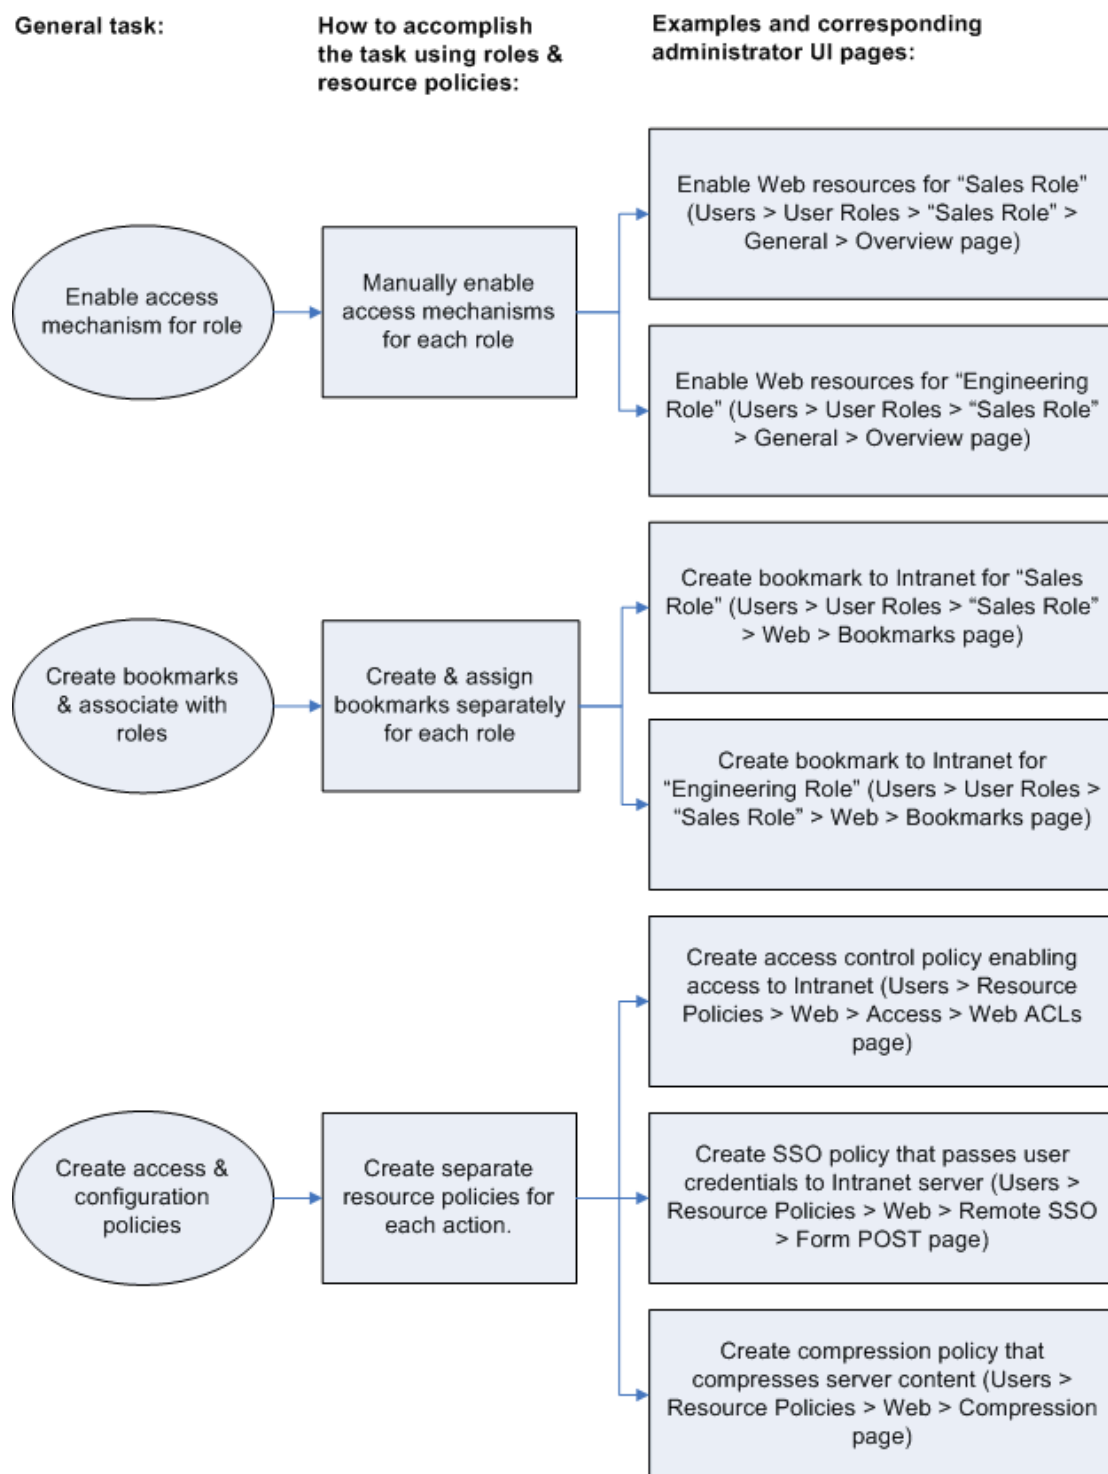 General task:
How to accomplish
the task using roles &
resource policies:
Examples and corresponding
administrator UI pages:
Enable access
mechanism for role
Manually enable
access mechanisms
for each role
Enable Web resources for “Sales Role”
(Users > User Roles > “Sales Role” >
General > Overview page)
Enable Web resources for “Engineering
Role” (Users > User Roles > “Sales Role”
> General > Overview page)
Create bookmarks
& associate with
roles
Create & assign
bookmarks separately
for each role
Create bookmark to Intranet for “Sales
Role” (Users > User Roles > “Sales Role”
> Web > Bookmarks page)
Create bookmark to Intranet for
“Engineering Role” (Users > User Roles >
“Sales Role” > Web > Bookmarks page)
Create access &
configuration
policies
Create separate
resource policies for
each action.
Create access control policy enabling
access to Intranet (Users > Resource
Policies > Web > Access > Web ACLs
page)
Create SSO policy that passes user
credentials to Intranet server (Users >
Resource Policies > Web > Remote SSO
> Form POST page)
Create compression policy that
compresses server content (Users >
Resource Policies > Web > Compression
page)